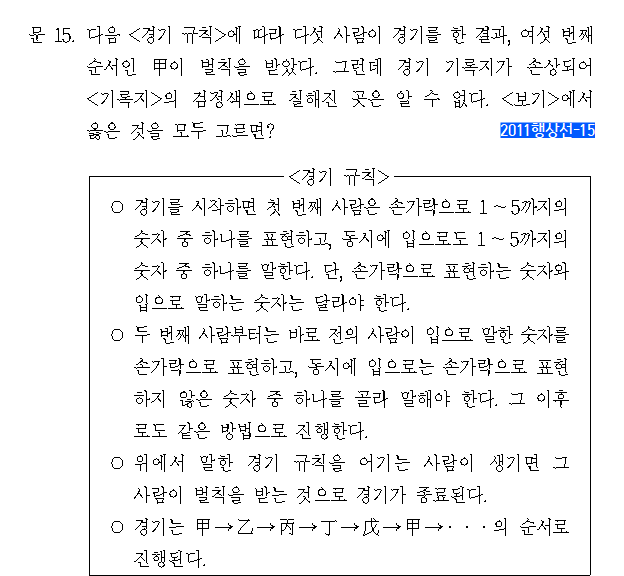 문 15. 다음 <경기 규칙>에 따라 다섯 사람이 경기를 한 결과, 여섯 번째
순서인 甲이 벌칙을 받았다. 그런데 경기 기록지가 손상되어
<기록지>의 검정색으로 칠해진 곳은 알 수 없다. <보기>에서
옳은 것을 모두 고르면?
2011행상선-15
<경기 규칙>
○ 경기를 시작하면 첫 번째 사람은 손가락으로 1∼5까지의
숫자 중 하나를 표현하고, 동시에 입으로도 1∼5까지의
숫자 중 하나를 말한다. 단, 손가락으로 표현하는 숫자와
입으로 말하는 숫자는 달라야 한다.
○ 두 번째 사람부터는 바로 전의 사람이 입으로 말한 숫자를
손가락으로 표현하고, 동시에 입으로는 손가락으로 표현
하지 않은 숫자 중 하나를 골라 말해야 한다. 그 이후
로도 같은 방법으로 진행한다.
○ 위에서 말한 경기 규칙을 어기는 사람이 생기면 그
사람이 벌칙을 받는 것으로 경기가 종료된다.
○ 경기는 甲→乙→丙→丁→戊→甲→···의 순서로
진행된다.